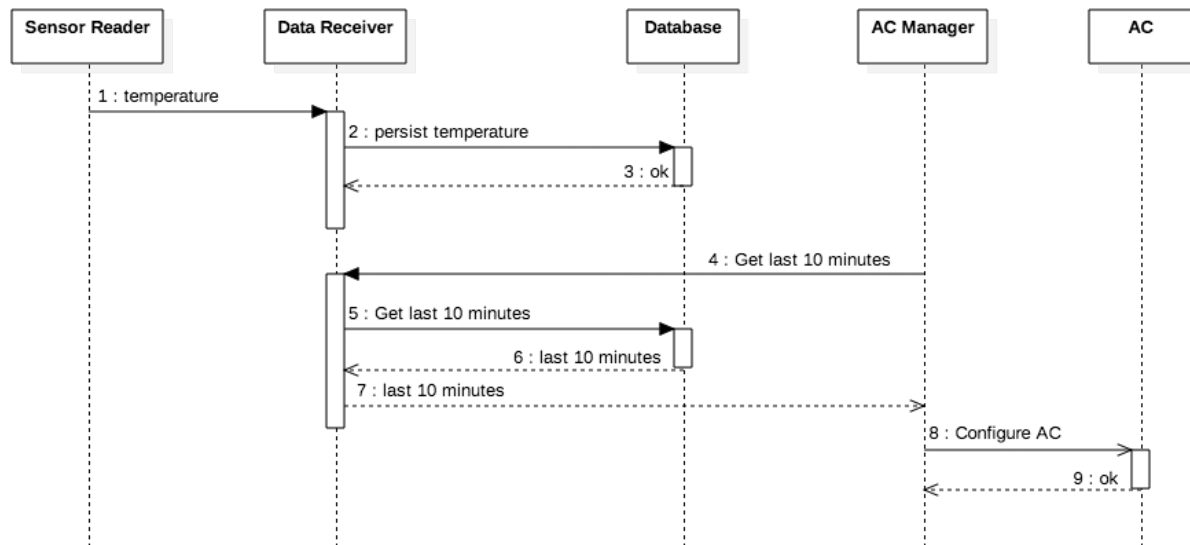 Sensor Reader
Data Receiver
Database
AC Manager
AC
1 : temperature
2 : persist temperature
3 : ok
4 : Get last 10 minutes
5 : Get last 10 minutes
6 : last 10 minutes
7 : last 10 minutes
8 : Configure AC
9 : ok